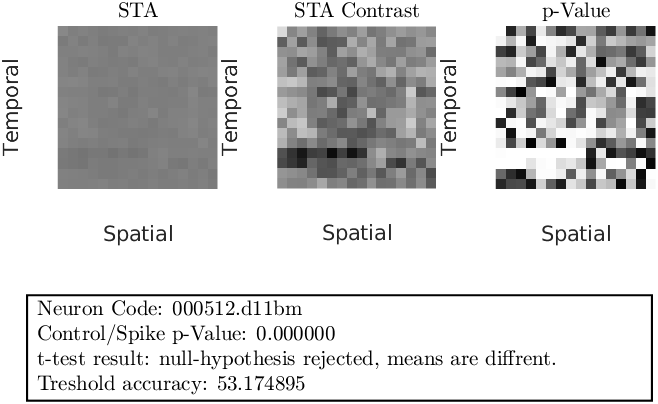 STA
STA Contrast
p-Value
Temporal
Temporal
Temporal
Spatial
Spatial
Spatial
Neuron Code: 000512.d11bm
Control/Spike p-Value: 0.000000
t-test result: null-hypothesis rejected, means are diffrent.
Treshold accuracy: 53.174895